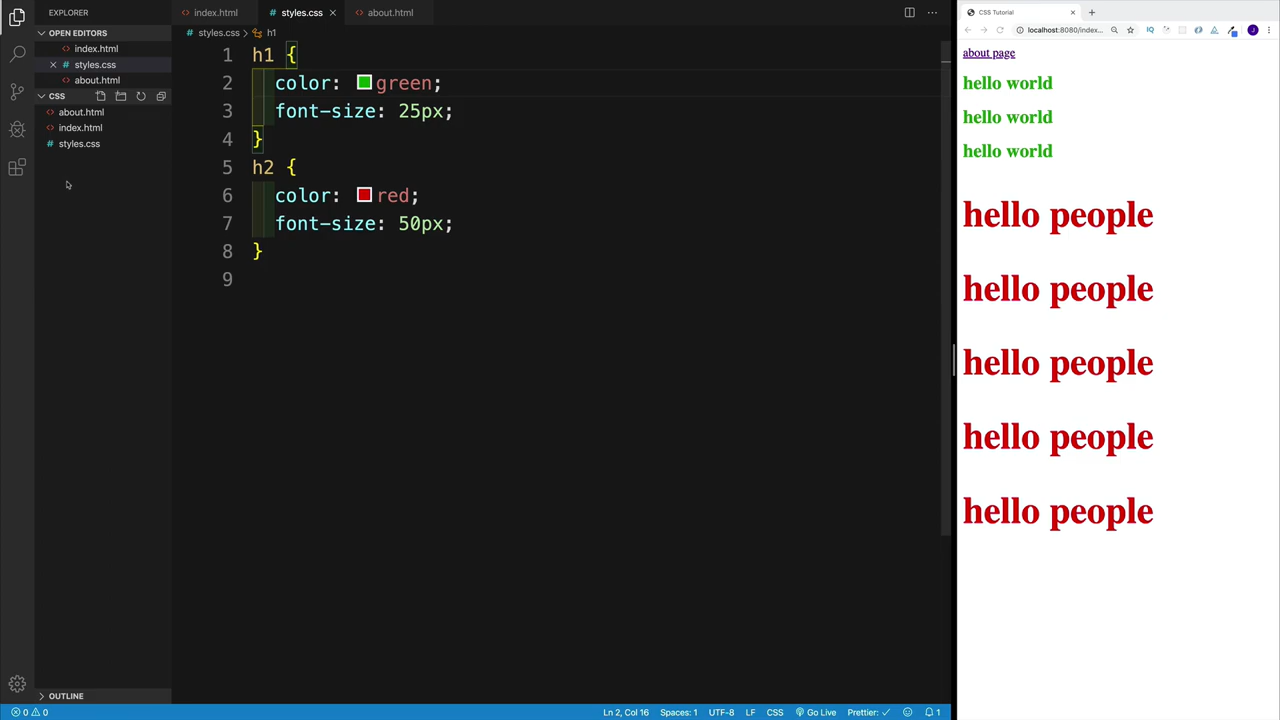 EXPLORER
OPEN EDITORS
index.html
styles.css
about.html
CSS
about.html
index.html
styles.css
OUTLINE
index.html
styles.css
about.html
styles.css
h1
1 h1 {
2 color: green;
3 font-size: 25px;
4 }
5 h2 {
6 color: red;
7 font-size: 50px;
8 }
9
0 0
Ln 2, Col 16
Spaces: 1
UTF-8
LF
CSS
Go Live
Prettier:
1
CSS Tutorial
localhost:8080/index...
IQ
J
about page
hello world
hello world
hello world
hello people
hello people
hello people
hello people
hello people